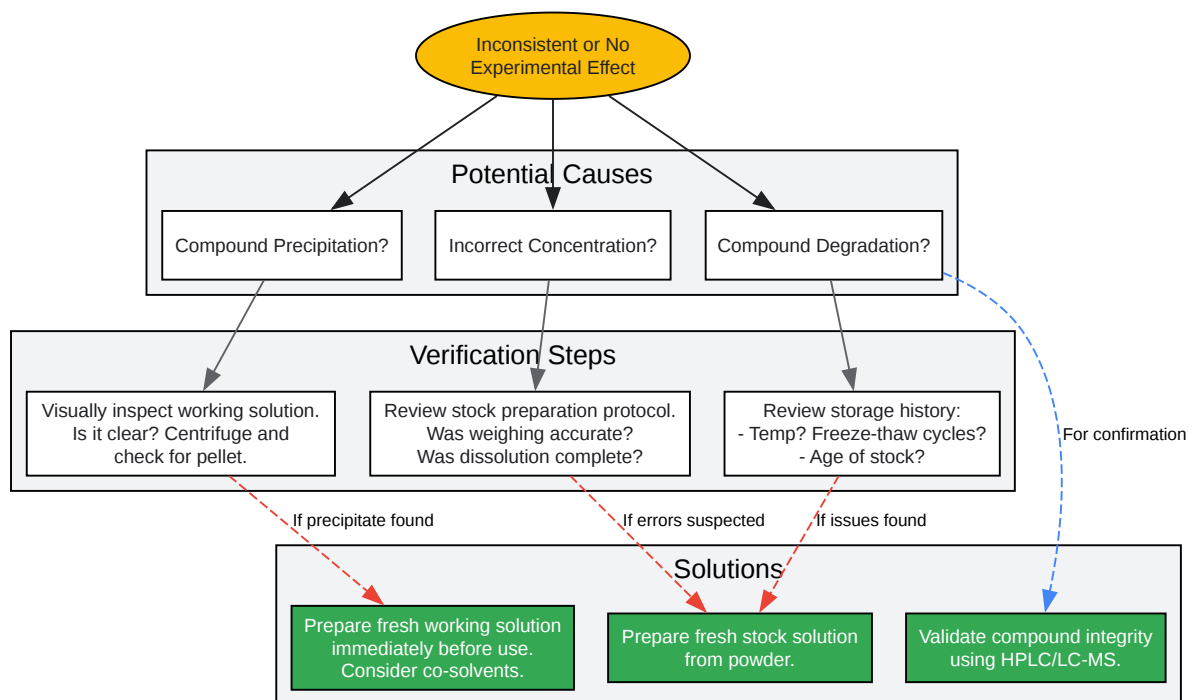 Inconsistent or No
Experimental Effect
Potential Causes
Compound Precipitation?
Incorrect Concentration?
Compound Degradation?
Verification Steps
Visually inspect working solution.
Is it clear? Centrifuge and
check for pellet.
Review stock preparation protocol.
Was weighing accurate?
Was dissolution complete?
Review storage history:
- Temp? Freeze-thaw cycles?
- Age of stock?
For confirmation
If precipitate found
If errors suspected
If issues found
Solutions
Prepare fresh working solution
immediately before use.
Consider co-solvents.
Prepare fresh stock solution
from powder.
Validate compound integrity
using HPLC/LC-MS.